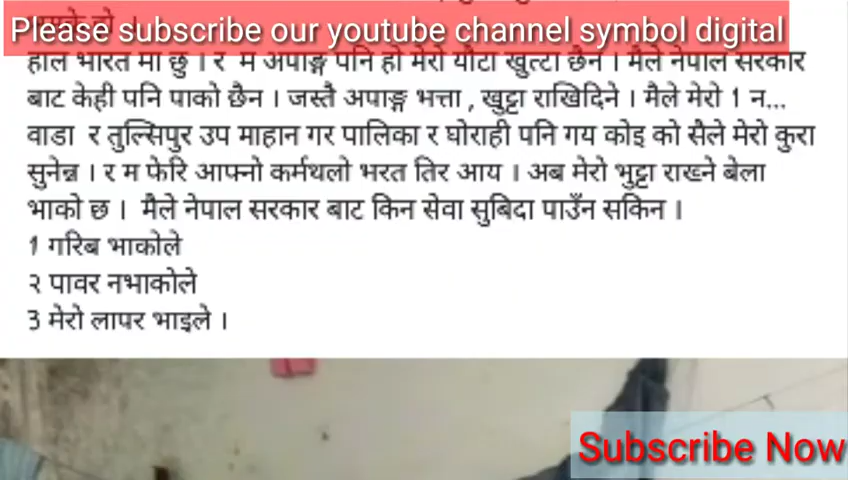 Please subscribe our youtube channel symbol digital
हाल भारत मा छु । र म अपाङ्ग पनि हो मेरो यौटा खुत्टा छैन । मैले नेपाल सरकार
बाट केही पनि पाको छैन । जस्तै अपाङ्ग भत्ता , खुट्टा राखिदिने । मैले मेरो 1 न...
वाडा र तुल्सिपुर उप माहान गर पालिका र घोराही पनि गय कोइ को सैले मेरो कुरा
सुनेन्न । र म फेरि आफ्नो कर्मथलो भरत तिर आय । अब मेरो भुट्टा राख्ने बेला
भाको छ । मैले नेपाल सरकार बाट किन सेवा सुबिदा पाउँन सकिन ।
1 गरिब भाकोले
२ पावर नभाकोले
3 मेरो लापर भाइले ।
Subscribe Now